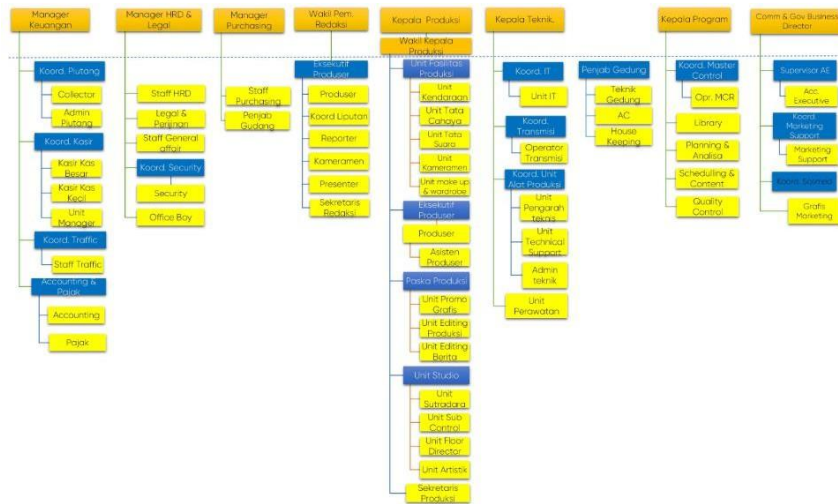 Manager
Keuangan
Koord. Piutang
Collector
Admin
Piutang
Koord. Kasir
Kasir Kas
Besar
Kasir Kas
Kecil
Unit
Manager
Koord. Traffic
Staff Traffic
Accounting &
Pajak
Accounting
Pajak
Manager HRD &
Legal
Staff HRD
Legal &
Perijinan
Staff General
affair
Koord. Security
Security
Office Boy
Manager
Purchasing
Staff
Purchasing
Penjab
Gudang
Wakil Pem.
Redaksi
Eksekutif
Produser
Produser
Koord Liputan
Reporter
Kameramen
Presenter
Sekretaris
Redaksi
Kepala Produksi
Wakil Kepala
Produksi
Unit Fasilitas
Produksi
Unit
Kendaraan
Unit Tata
Cahaya
Unit Tata
Suara
Unit
Kameramen
Unit make up
& wardrobe
Eksekutif
Produser
Produser
Asisten
Produser
Paska Produksi
Unit Promo
Grafis
Unit Editing
Produksi
Unit Editing
Berita
Unit Studio
Unit
Sutradara
Unit Sub
Control
Unit Floor
Director
Unit Artistik
Sekretaris
Produksi
Kepala Teknik.
Koord. IT
Unit IT
Koord.
Transmisi
Operator
Transmisi
Koord. Unit
Alat Produksi
Unit
Pengarah
teknis
Unit
Technical
Support
Admin
teknik
Unit
Perawatan
Penjab Gedung
Teknik
Gedung
AC
House
Keeping
Kepala Program
Koord. Master
Control
Opr. MCR
Library
Planning &
Analisa
Schedulling &
Content
Quality
Control
Comm & Gov Business
Director
Supervisor AE
Acc.
Executive
Koord.
Marketing
Support
Marketing
Support
Koord.
Grafis
Marketing